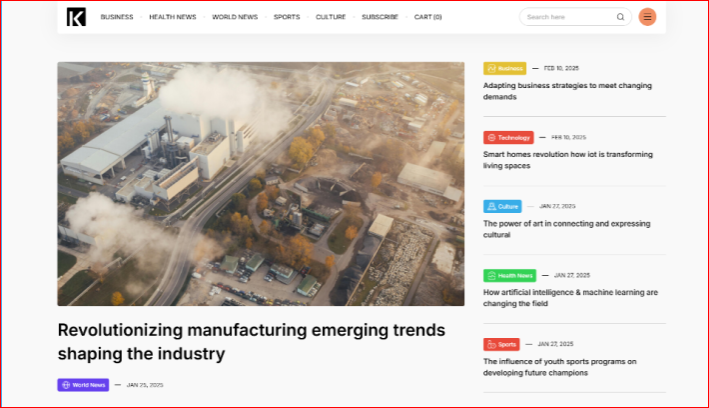 K
BUSINESS
HEALTH NEWS
WORLD NEWS
SPORTS
CULTURE
SUBSCRIBE
CART (0)
Search here
Revolutionizing manufacturing emerging trends
shaping the industry
World News — JAN 25, 2025
Business — FEB 10, 2025
Adapting business strategies to meet changing
demands
Technology — FEB 10, 2025
Smart homes revolution how iot is transforming
living spaces
Culture — JAN 27, 2025
The power of art in connecting and expressing
cultural
Health News — JAN 27, 2025
How artificial intelligence & machine learning are
changing the field
Sports — JAN 27, 2025
The influence of youth sports programs on
developing future champions